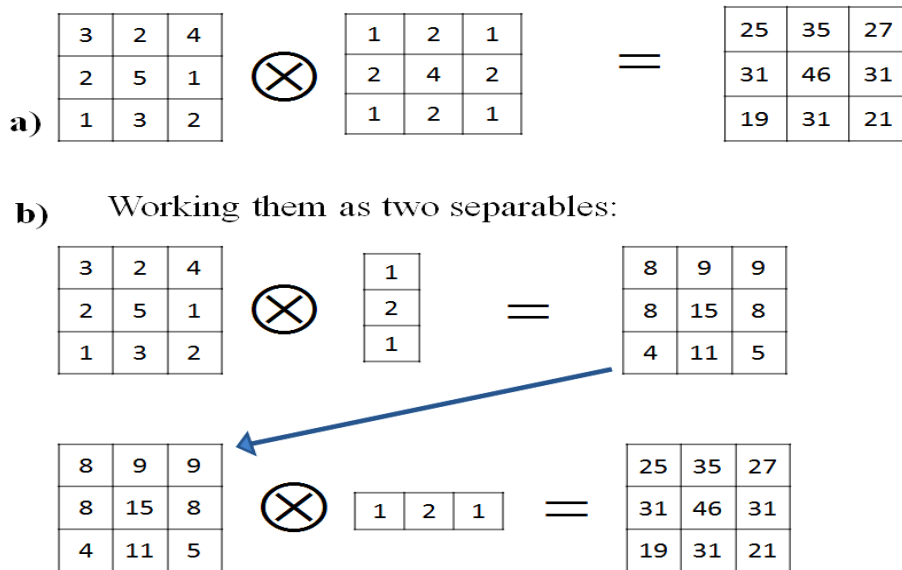 3 2 4 1 2 1 25 35 27
2 5 1 ⊗ 2 4 2 = 31 46 31
a) 1 3 2 1 2 1 19 31 21
b) Working them as two separables:
3 2 4 1 8 9 9
2 5 1 ⊗ 2 = 8 15 8
1 3 2 1 4 11 5
8 9 9 25 35 27
8 15 8 ⊗ 1 2 1 = 31 46 31
4 11 5 19 31 21